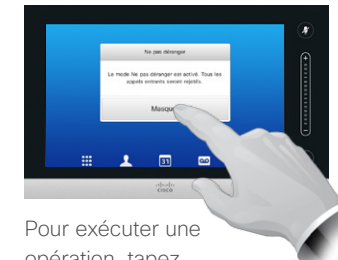 Ne pas déranger
Le mode Ne pas déranger est activé. Tous les
appels entrants seront rejetés.
31
CISCO
Pour exécuter une
opération, tapez